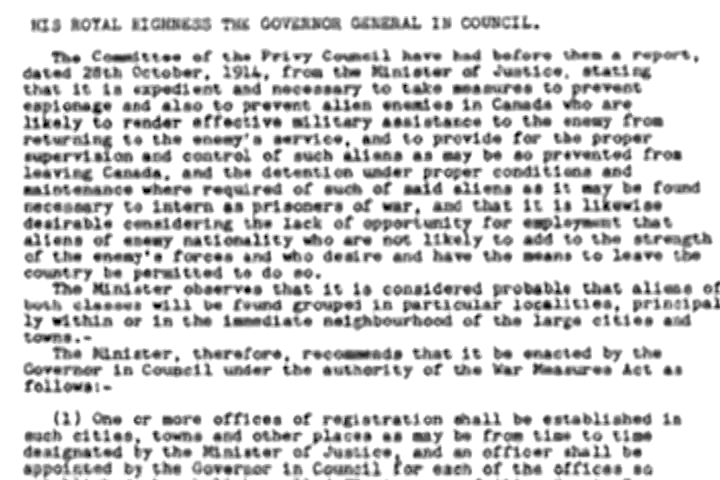 HIS ROYAL HIGHNESS THE GOVERNOR GENERAL IN COUNCIL.
The Committee of the Privy Council have had before them a report,
dated 28th October, 1914, from the Minister of Justice, stating
that it is expedient and necessary to take measures to prevent
espionage and also to prevent alien enemies in Canada who are
likely to render effective military assistance to the enemy from
returning to the enemy's service, and to provide for the proper
supervision and control of such aliens as may be so prevented from
leaving Canada, and the detention under proper conditions and
maintenance where required of such of said aliens as it may be found
necessary to intern as prisoners of war, and that it is likewise
desirable considering the lack of opportunity for employment that
aliens of enemy nationality who are not likely to add to the strength
of the enemy's forces and who desire and have the means to leave the
country be permitted to do so.
The Minister observes that it is considered probable that aliens of
both classes will be found grouped in particular localities, principal
ly within or in the immediate neighbourhood of the large cities and
towns.-
The Minister, therefore, recommends that it be enacted by the
Governor in Council under the authority of the War Measures Act as
follows:-
(1) One or more offices of registration shall be established in
such cities, towns and other places as may be from time to time
designated by the Minister of Justice, and an officer shall be
appointed by the Governor in Council for each of the offices so